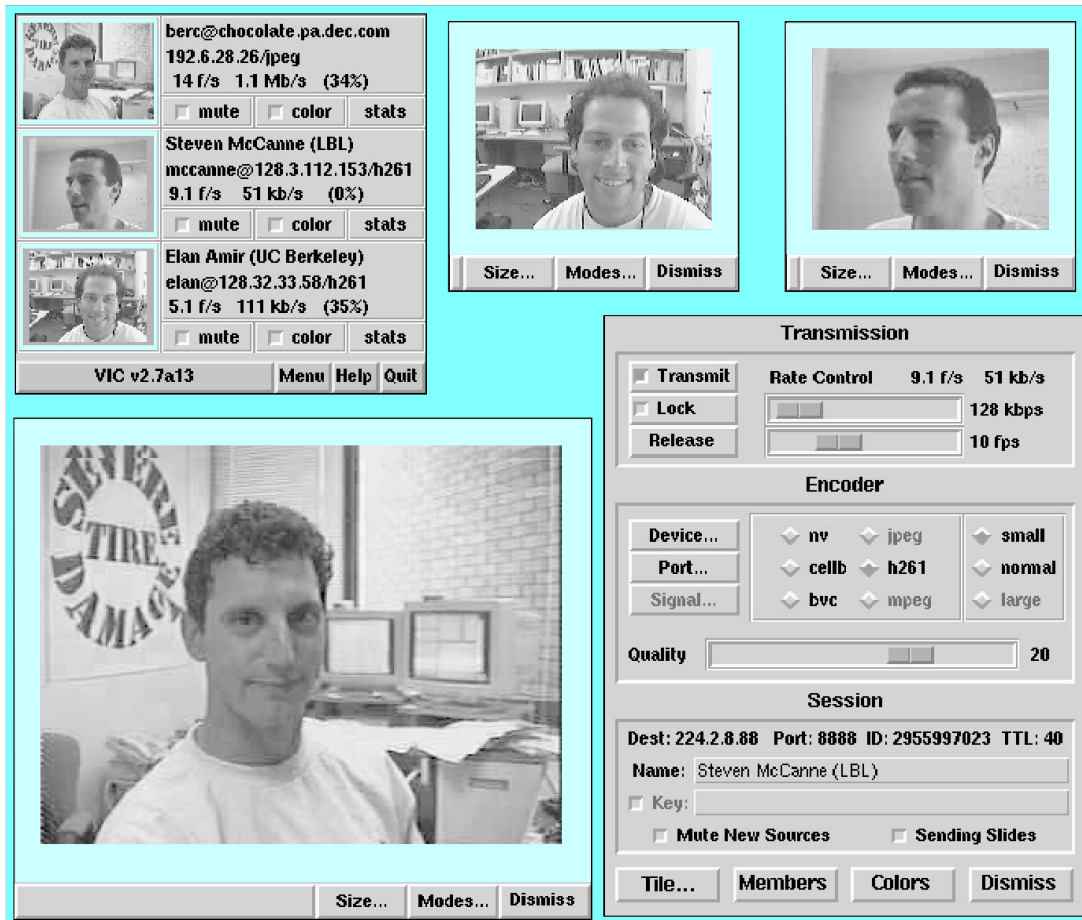 berc@chocolate.pa.dec.com
192.6.28.26/jpeg
14 f/s 1.1 Mb/s (34%)
mute color stats
Steven McCanne (LBL)
mccanne@128.3.112.153/h261
9.1 f/s 51 kb/s (0%)
mute color stats
Elan Amir (UC Berkeley)
elan@128.32.33.58/h261
5.1 f/s 111 kb/s (35%)
mute color stats
VIC v2.7a13 Menu Help Quit
Size... Modes... Dismiss
Size... Modes... Dismiss
SEVERE
TIRE
DAMAGE
Size... Modes... Dismiss
Transmission
Transmit Rate Control 9.1 f/s 51 kb/s
Lock 128 kbps
Release 10 fps
Encoder
Device... nv jpeg small
Port... cellb h261 normal
Signal... bvc mpeg large
Quality 20
Session
Dest: 224.2.8.88 Port: 8888 ID: 2955997023 TTL: 40
Name: Steven McCanne (LBL)
Key:
Mute New Sources Sending Slides
Tile... Members Colors Dismiss